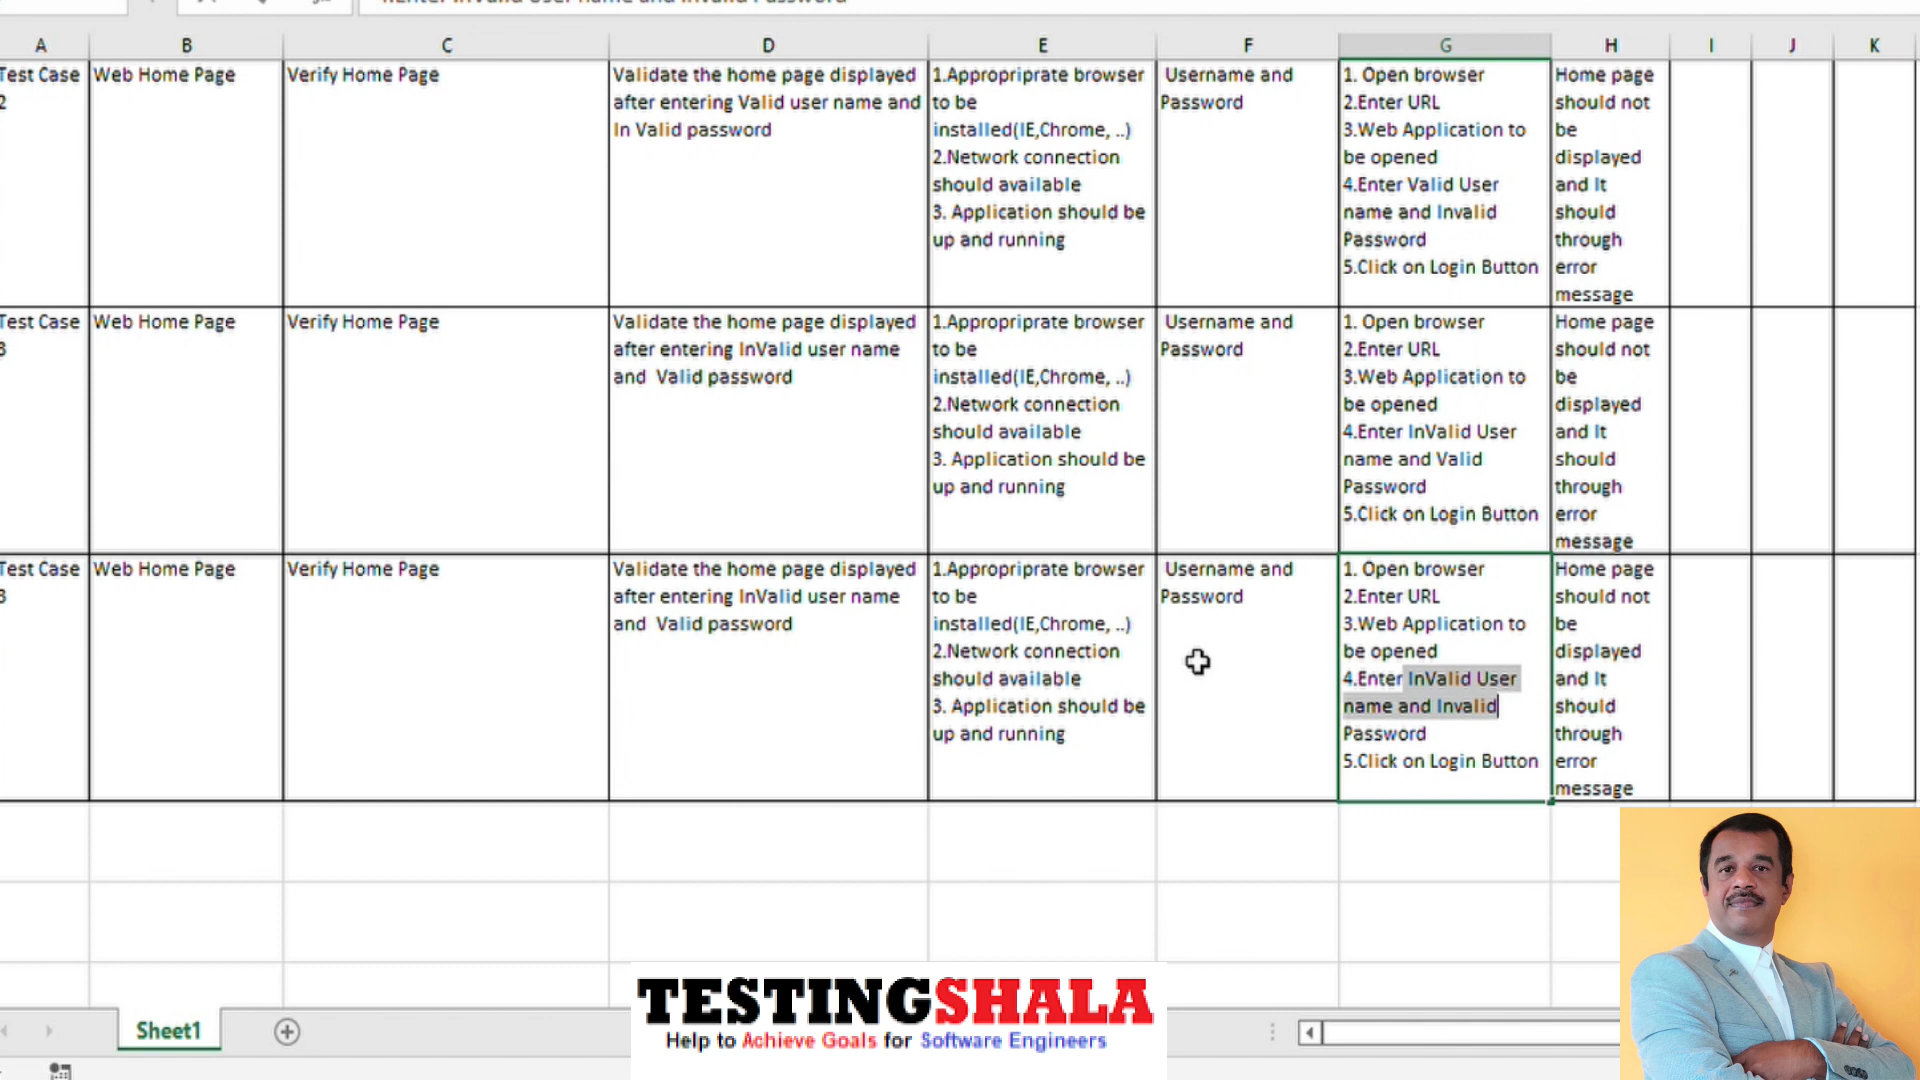 A B C D E F G H I J K
Test Case
2
Web Home Page
Verify Home Page
Validate the home page displayed
after entering Valid user name and
In Valid password
1.Approprirate browser
to be
installed(IE,Chrome, ..)
2.Network connection
should available
3. Application should be
up and running
Username and
Password
1. Open browser
2.Enter URL
3.Web Application to
be opened
4.Enter Valid User
name and Invalid
Password
5.Click on Login Button
Home page
should not
be
displayed
and It
should
through
error
message
Test Case
3
Web Home Page
Verify Home Page
Validate the home page displayed
after entering InValid user name
and  Valid password
1.Approprirate browser
to be
installed(IE,Chrome, ..)
2.Network connection
should available
3. Application should be
up and running
Username and
Password
1. Open browser
2.Enter URL
3.Web Application to
be opened
4.Enter InValid User
name and Valid
Password
5.Click on Login Button
Home page
should not
be
displayed
and It
should
through
error
message
Test Case
3
Web Home Page
Verify Home Page
Validate the home page displayed
after entering InValid user name
and  Valid password
1.Approprirate browser
to be
installed(IE,Chrome, ..)
2.Network connection
should available
3. Application should be
up and running
Username and
Password
1. Open browser
2.Enter URL
3.Web Application to
be opened
4.Enter InValid User
name and Invalid
Password
5.Click on Login Button
Home page
should not
be
displayed
and It
should
through
error
message
TESTINGSHALA
Help to Achieve Goals for Software Engineers
Sheet1